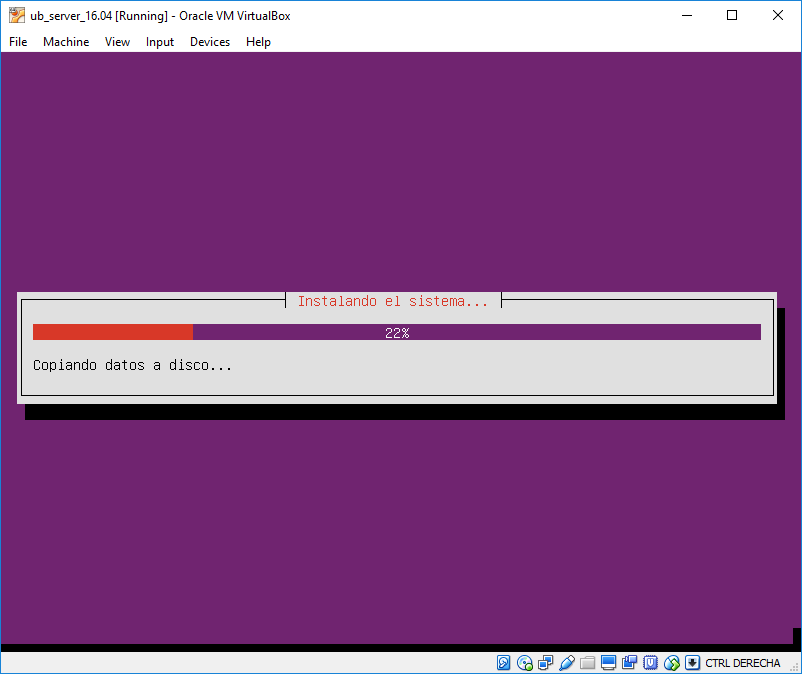 ub_server_16.04 [Running] - Oracle VM VirtualBox
File Machine View Input Devices Help
Instalando el sistema...
22%
Copiando datos a disco...
CTRL DERECHA